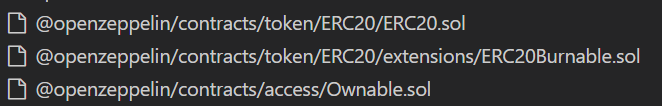 @openzeppelin/contracts/token/ERC20/ERC20.sol
@openzeppelin/contracts/token/ERC20/extensions/ERC20Burnable.sol
@openzeppelin/contracts/access/Ownable.sol